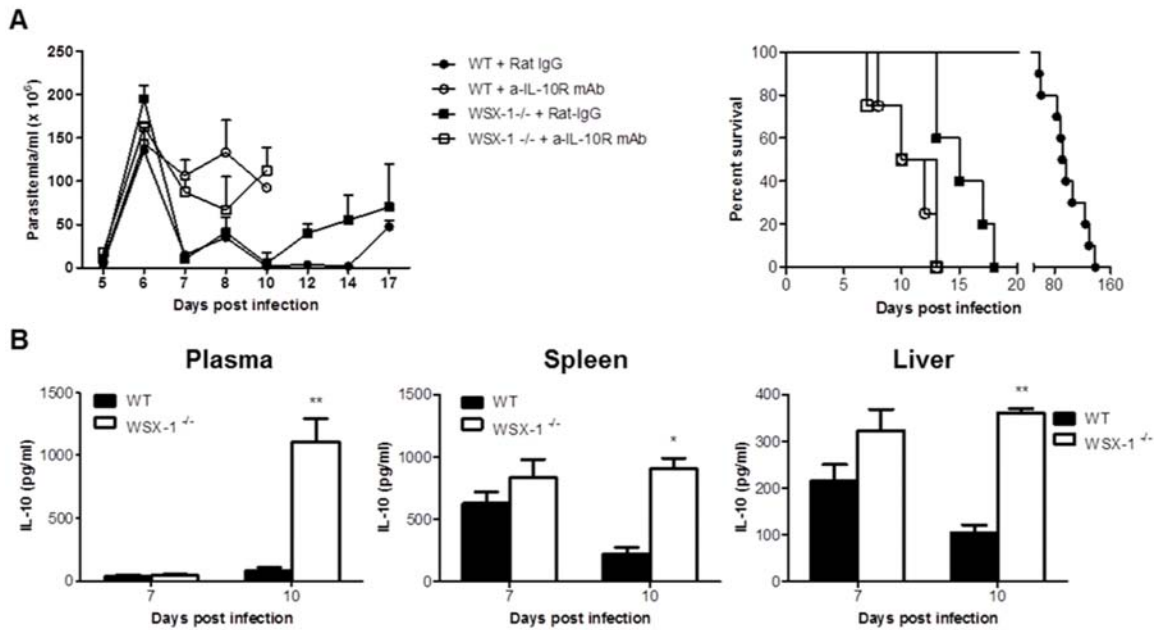 A
Parasitemia/ml (x 10⁶)
250
200
150
100
50
0
5 6 7 8 10 12 14 17
Days post infection
WT + Rat IgG
WT + a-IL-10R mAb
WSX-1-/- + Rat-IgG
WSX-1 -/- + a-IL-10R mAb
Percent survival
100
80
60
40
20
0
0 5 10 15 20 80 160
Days post infection
B
Plasma
IL-10 (pg/ml)
1500
1000
500
0
WT
WSX-1 -/-
**
7 10
Days post infection
Spleen
IL-10 (pg/ml)
1500
1000
500
0
WT
WSX-1 -/-
*
7 10
Days post infection
Liver
IL-10 (pg/ml)
400
300
200
100
0
**
WT
WSX-1 -/-
7 10
Days post infection